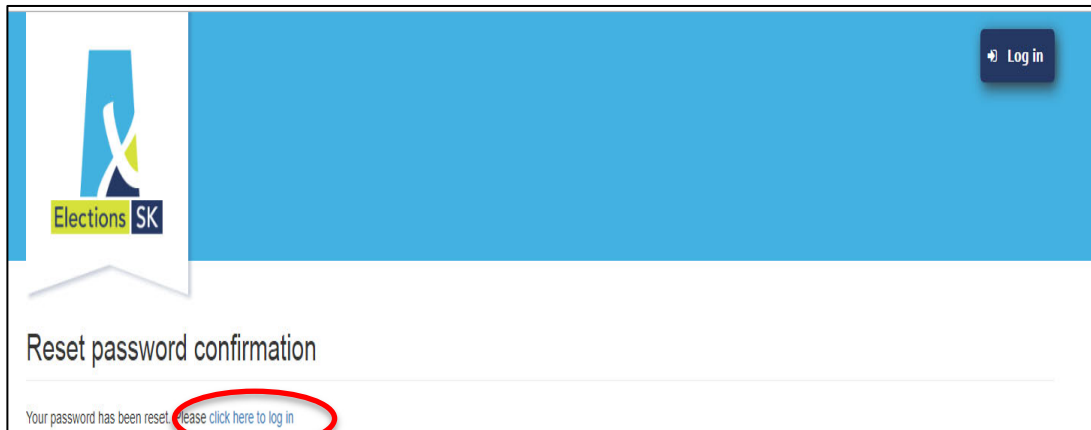 Log in
Elections SK
Reset password confirmation
Your password has been reset. Please click here to log in